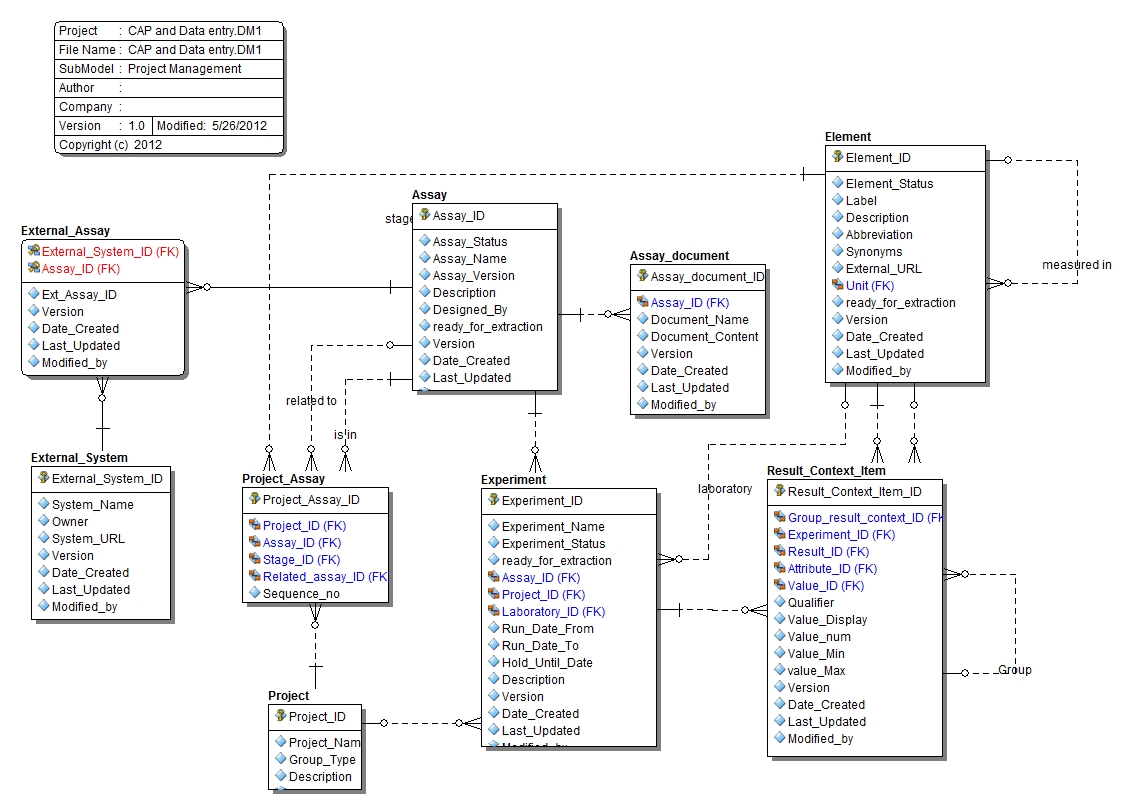 Project : CAP and Data entry.DM1
File Name : CAP and Data entry.DM1
SubModel : Project Management
Author :
Company :
Version : 1.0 Modified: 5/26/2012
Copyright (c) 2012
Element
Element_ID
Element_Status
Label
Description
Abbreviation
Synonyms
External_URL
Unit (FK)
ready_for_extraction
Version
Date_Created
Last_Updated
Modified_by
measured in
Assay
Assay_ID
Assay_Status
Assay_Name
Assay_Version
Description
Designed_By
ready_for_extraction
Version
Date_Created
Last_Updated
stage
External_Assay
External_System_ID (FK)
Assay_ID (FK)
Ext_Assay_ID
Version
Date_Created
Last_Updated
Modified_by
Assay_document
Assay_document_ID
Assay_ID (FK)
Document_Name
Document_Content
Version
Date_Created
Last_Updated
Modified_by
related to
is in
External_System
External_System_ID
System_Name
Owner
System_URL
Version
Date_Created
Last_Updated
Modified_by
Project_Assay
Project_Assay_ID
Project_ID (FK)
Assay_ID (FK)
Stage_ID (FK)
Related_assay_ID (FK
Sequence_no
Experiment
Experiment_ID
Experiment_Name
Experiment_Status
ready_for_extraction
Assay_ID (FK)
Project_ID (FK)
Laboratory_ID (FK)
Run_Date_From
Run_Date_To
Hold_Until_Date
Description
Version
Date_Created
Last_Updated
Modified_by
laboratory
Result_Context_Item
Result_Context_Item_ID
Group_result_context_ID (FK
Experiment_ID (FK)
Result_ID (FK)
Attribute_ID (FK)
Value_ID (FK)
Qualifier
Value_Display
Value_num
Value_Min
value_Max
Version
Date_Created
Last_Updated
Modified_by
Group
Project
Project_ID
Project_Nam
Group_Type
Description